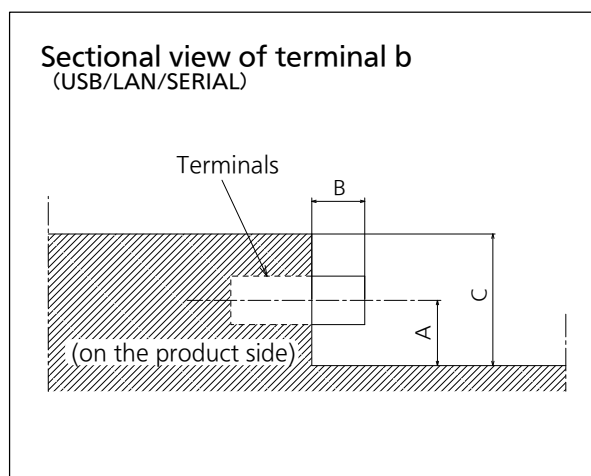 Sectional view of terminal b
(USB/LAN/SERIAL)
Terminals
B
C
A
(on the product side)